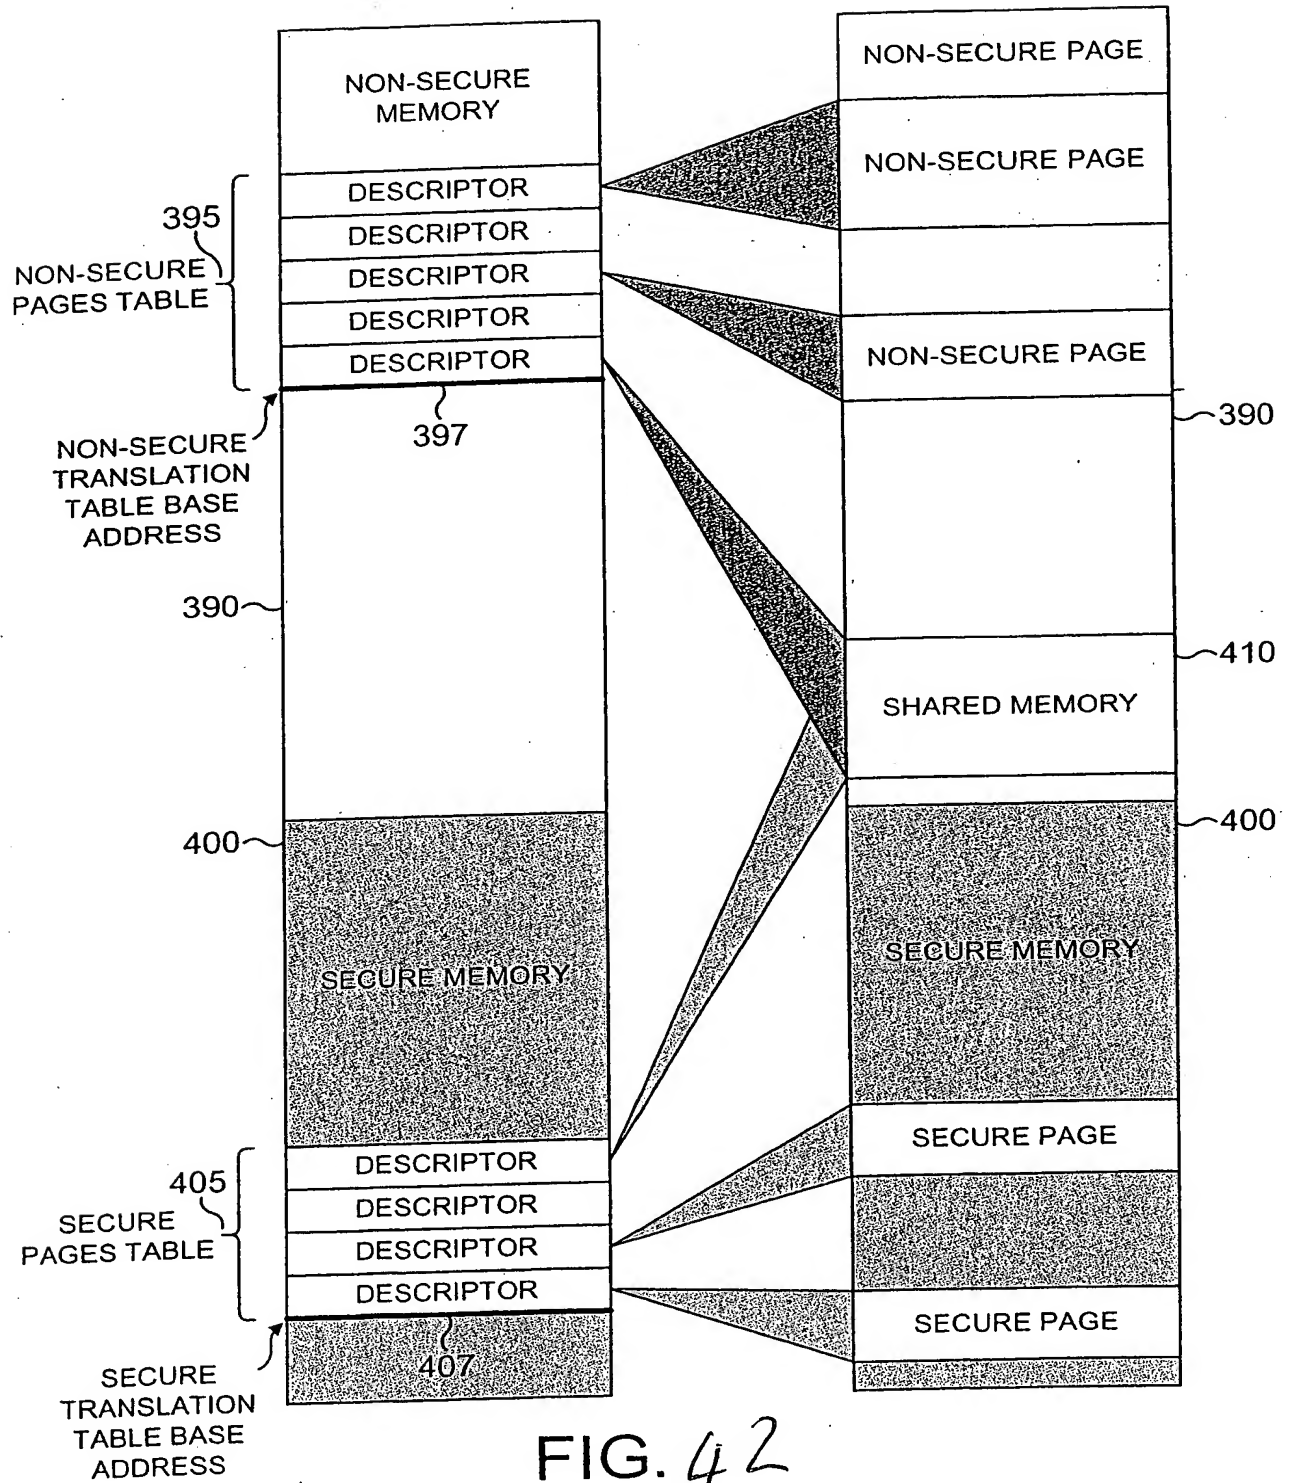 NON-SECURE
MEMORY
DESCRIPTOR
DESCRIPTOR
DESCRIPTOR
DESCRIPTOR
DESCRIPTOR
395
NON-SECURE
PAGES TABLE
397
NON-SECURE
TRANSLATION
TABLE BASE
ADDRESS
390
400
SECURE MEMORY
DESCRIPTOR
DESCRIPTOR
DESCRIPTOR
DESCRIPTOR
405
SECURE
PAGES TABLE
407
SECURE
TRANSLATION
TABLE BASE
ADDRESS
NON-SECURE PAGE
NON-SECURE PAGE
NON-SECURE PAGE
390
410
SHARED MEMORY
400
SECURE MEMORY
SECURE PAGE
SECURE PAGE
FIG. 42